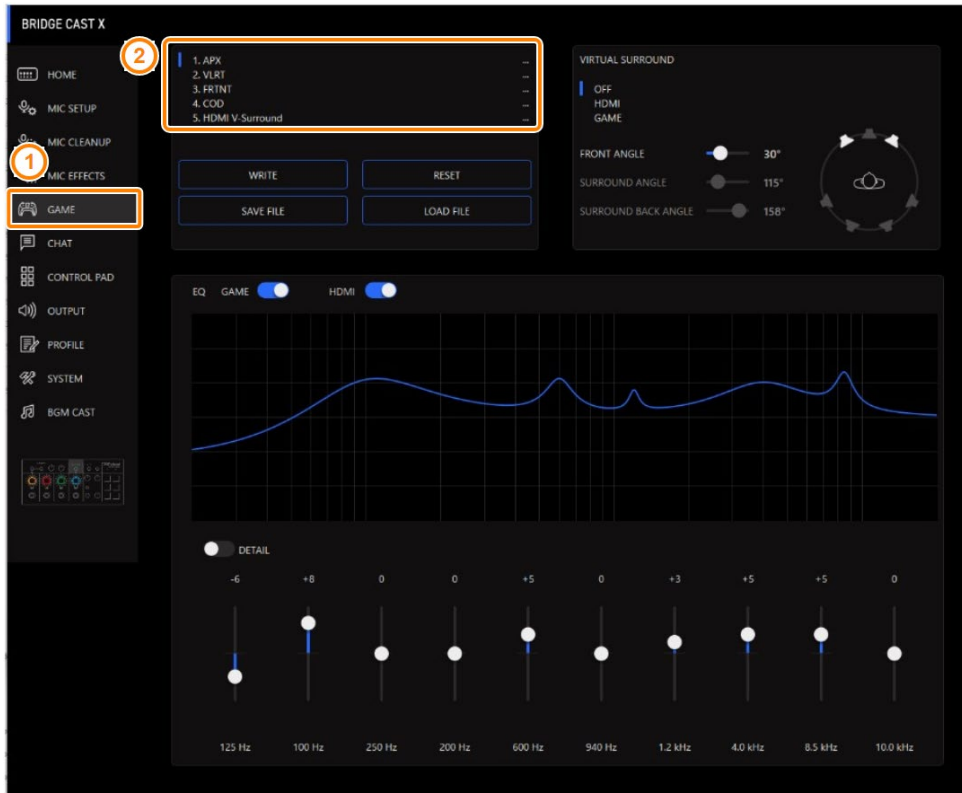 BRIDGE CAST X
HOME
MIC SETUP
MIC CLEANUP
1
MIC EFFECTS
GAME
CHAT
CONTROL PAD
OUTPUT
PROFILE
SYSTEM
BGM CAST
2
1. APX --
2. VLRT --
3. FRTNT --
4. COD --
5. HDMI V-Surround --
WRITE RESET
SAVE FILE LOAD FILE
VIRTUAL SURROUND
OFF
HDMI
GAME
FRONT ANGLE 30°
SURROUND ANGLE 115°
SURROUND BACK ANGLE 158°
EQ GAME HDMI
DETAIL
-6 +8 0 0 +5 0 +3 +5 +5 0
125 Hz 100 Hz 250 Hz 200 Hz 600 Hz 940 Hz 1.2 kHz 4.0 kHz 8.5 kHz 10.0 kHz